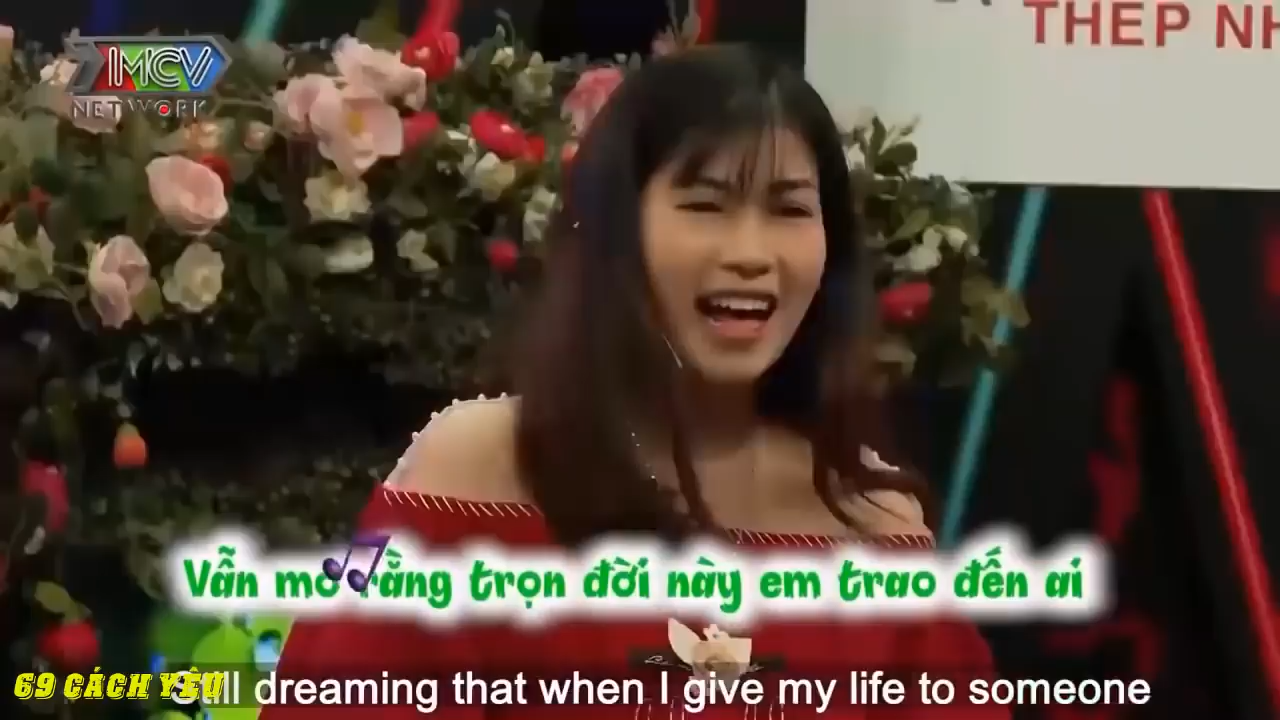 MCV
NETWORK
THEP NH
Vẫn mơ rằng trọn đời này em trao đến ai
69 CÁCH YÊU
Still dreaming that when I give my life to someone